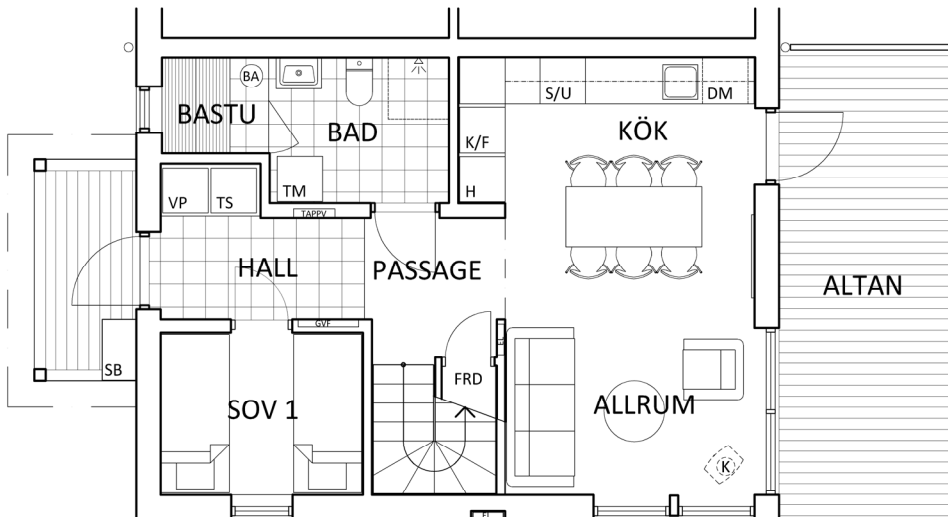 BA
S/U
DM
BASTU
BAD
KÖK
K/F
TM
H
VP
TS
TAPPV
HALL
PASSAGE
ALTAN
GVF
SB
FRD
SOV 1
ALLRUM
K